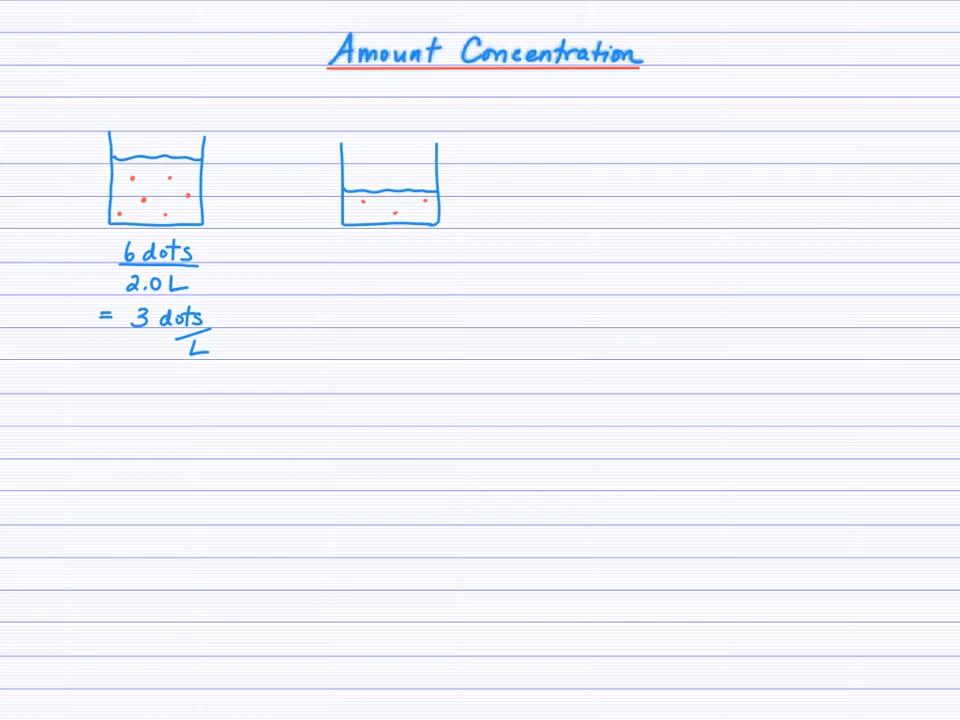 Amount Concentration
6 dots
2.0 L
= 3 dots
/
L